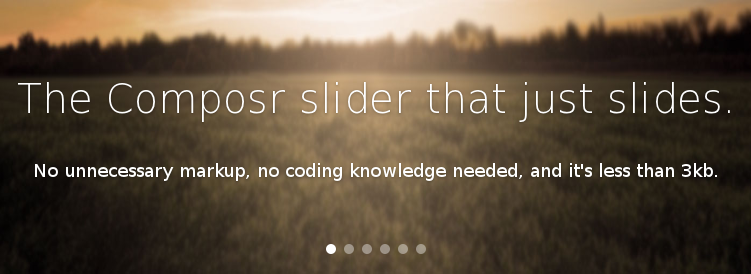 The Composr slider that just slides.
No unnecessary markup, no coding knowledge needed, and it's less than 3kb.